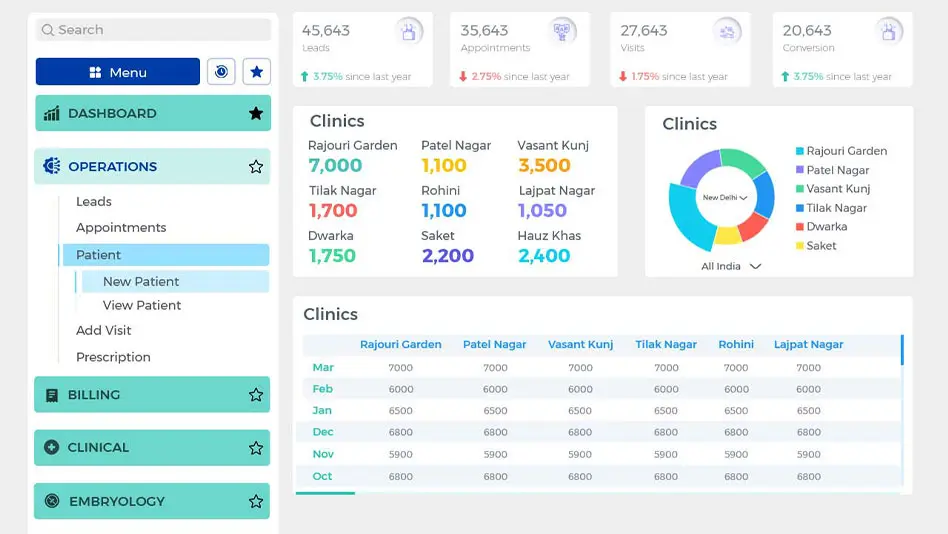 Search
Menu
DASHBOARD
OPERATIONS
Leads
Appointments
Patient
New Patient
View Patient
Add Visit
Prescription
BILLING
CLINICAL
EMBRYOLOGY
45,643
Leads
3.75% since last year
35,643
Appointments
2.75% since last year
27,643
Visits
1.75% since last year
20,643
Conversion
3.75% since last year
Clinics
Rajouri Garden Patel Nagar Vasant Kunj
7,000 1,100 3,500
Tilak Nagar Rohini Lajpat Nagar
1,700 1,100 1,050
Dwarka Saket Hauz Khas
1,750 2,200 2,400
Clinics
New Delhi
All India
Rajouri Garden
Patel Nagar
Vasant Kunj
Tilak Nagar
Dwarka
Saket
Clinics
Rajouri Garden Patel Nagar Vasant Kunj Tilak Nagar Rohini Lajpat Nagar
Mar 7000 7000 7000 7000 7000 7000
Feb 6000 6000 6000 6000 6000 6000
Jan 6500 6500 6500 6500 6500 6500
Dec 6800 6800 6800 6800 6800 6800
Nov 5900 5900 5900 5900 5900 5900
Oct 6800 6800 6800 6800 6800 6800